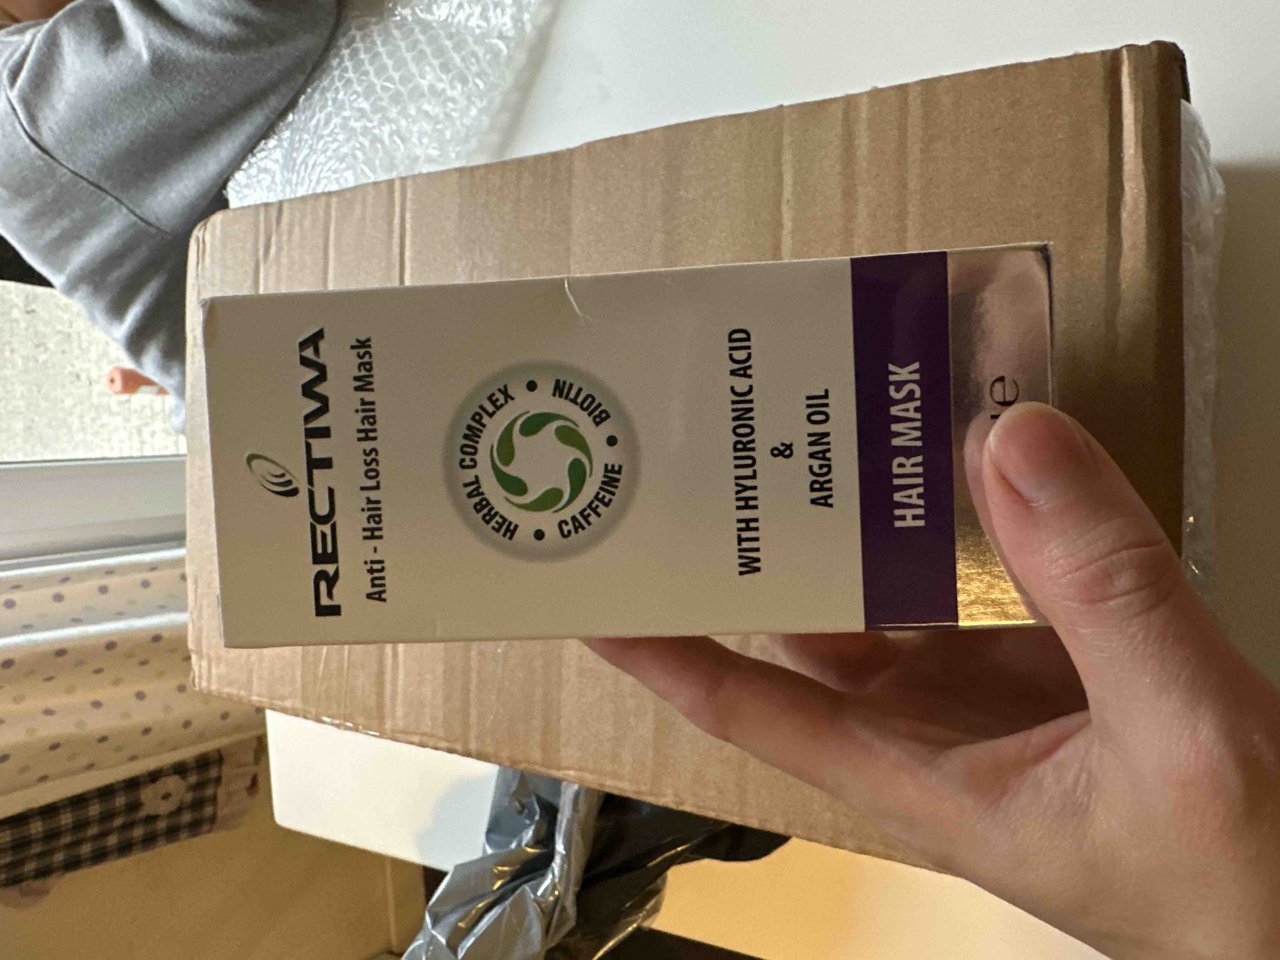 RECTIWA
Anti - Hair Loss Hair Mask
HERBAL COMPLEX • BIOTIN • CAFFEINE •
WITH HYLURONIC ACID
&
ARGAN OIL
HAIR MASK